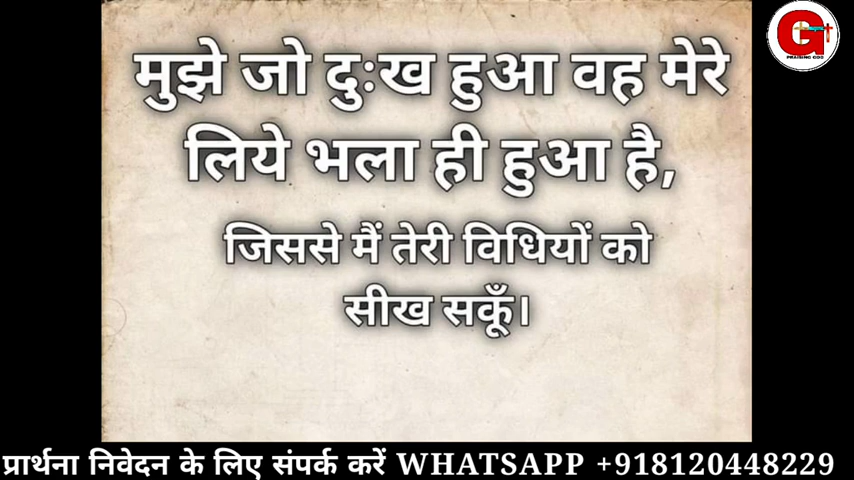 PRAISING GOD
मुझे जो दुःख हुआ वह मेरे
लिये भला ही हुआ है,
जिससे मैं तेरी विधियों को
सीख सकूँ।
प्रार्थना निवेदन के लिए संपर्क करें WHATSAPP +918120448229